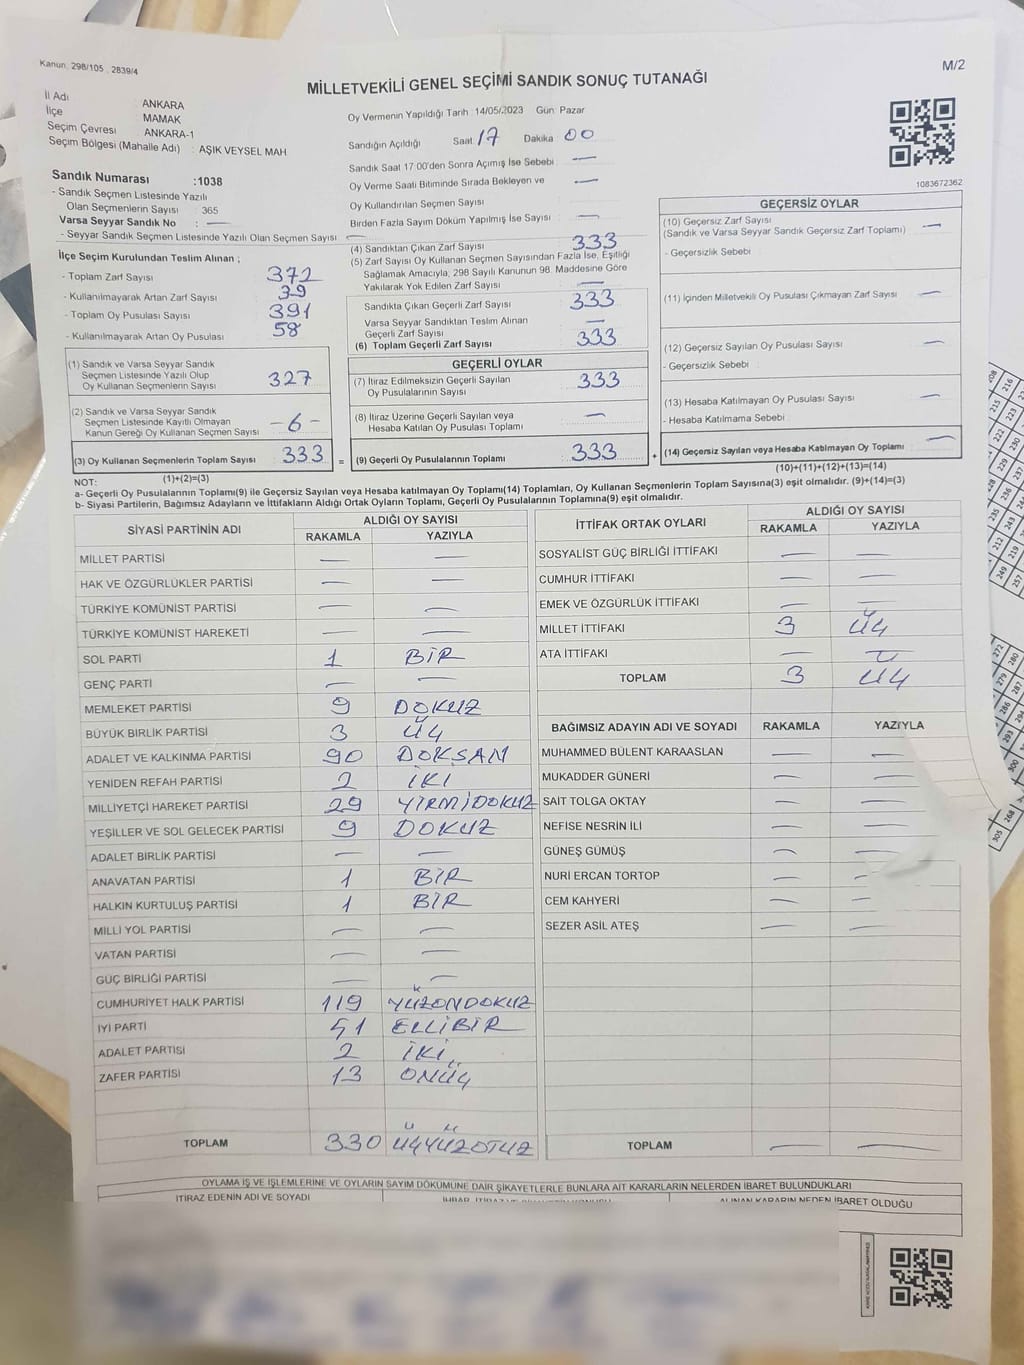 Kanun: 298/105 , 2839/4
M/2
MİLLETVEKİLİ GENEL SEÇİMİ SANDIK SONUÇ TUTANAĞI
İl Adı : ANKARA
İlçe : MAMAK
Seçim Çevresi : ANKARA-1
Seçim Bölgesi (Mahalle Adı) : AŞIK VEYSEL MAH
Oy Vermenin Yapıldığı Tarih :14/05/2023 Gün: Pazar
Sandığın Açıldığı Saat: 17 Dakika: 00
Sandık Saat 17:00'den Sonra Açımış İse Sebebi : —
Oy Verme Saati Bitiminde Sırada Bekleyen ve : —
Oy Kullandırılan Seçmen Sayısı
Birden Fazla Sayım Döküm Yapılmış İse Sayısı : —
1083672362
Sandık Numarası :1038
- Sandık Seçmen Listesinde Yazılı
Olan Seçmenlerin Sayısı : 365
Varsa Seyyar Sandık No : —
- Seyyar Sandık Seçmen Listesinde Yazılı Olan Seçmen Sayısı : —
İlçe Seçim Kurulundan Teslim Alınan ;
- Toplam Zarf Sayısı : 372
- Kullanılmayarak Artan Zarf Sayısı : 39
- Toplam Oy Pusulası Sayısı : 391
- Kullanılmayarak Artan Oy Pusulası : 58
(1) Sandık ve Varsa Seyyar Sandık
Seçmen Listesinde Yazılı Olup
Oy Kullanan Seçmenlerin Sayısı : 327
(2) Sandık ve Varsa Seyyar Sandık
Seçmen Listesinde Kayıtlı Olmayan
Kanun Gereği Oy Kullanan Seçmen Sayısı : -6-
(3) Oy Kullanan Seçmenlerin Toplam Sayısı : 333
(1)+(2)=(3)
(4) Sandıktan Çıkan Zarf Sayısı : 333
(5) Zarf Sayısı Oy Kullanan Seçmen Sayısından Fazla İse, Eşitliği
Sağlamak Amacıyla, 298 Sayılı Kanunun 98. Maddesine Göre
Yakılarak Yok Edilen Zarf Sayısı : —
Sandıkta Çıkan Geçerli Zarf Sayısı : 333
Varsa Seyyar Sandıktan Teslim Alınan
Geçerli Zarf Sayısı : —
(6) Toplam Geçerli Zarf Sayısı : 333
GEÇERLİ OYLAR
(7) İtiraz Edilmeksizin Geçerli Sayılan
Oy Pusulalarının Sayısı : 333
(8) İtiraz Üzerine Geçerli Sayılan veya
Hesaba Katılan Oy Pusulası Toplamı : —
= (9) Geçerli Oy Pusulalarının Toplamı : 333 +
GEÇERSİZ OYLAR
(10) Geçersiz Zarf Sayısı
(Sandık ve Varsa Seyyar Sandık Geçersiz Zarf Toplamı) : —
- Geçersizlik Sebebi :
(11) İçinden Milletvekili Oy Pusulası Çıkmayan Zarf Sayısı : —
(12) Geçersiz Sayılan Oy Pusulası Sayısı : —
- Geçersizlik Sebebi :
(13) Hesaba Katılmayan Oy Pusulası Sayısı : —
- Hesaba Katılmama Sebebi :
(14) Geçersiz Sayılan veya Hesaba Katılmayan Oy Toplamı : —
(10)+(11)+(12)+(13)=(14)
NOT:
a- Geçerli Oy Pusulalarının Toplamı(9) ile Geçersiz Sayılan veya Hesaba katılmayan Oy Toplamı(14) Toplamları, Oy Kullanan Seçmenlerin Toplam Sayısına(3) eşit olmalıdır. (9)+(14)=(3)
b- Siyasi Partilerin, Bağımsız Adayların ve İttifakların Aldığı Ortak Oyların Toplamı, Geçerli Oy Pusulalarının Toplamına(9) eşit olmalıdır.
SİYASİ PARTİNİN ADI ALDIĞI OY SAYISI
RAKAMLA YAZIYLA
MİLLET PARTİSİ — —
HAK VE ÖZGÜRLÜKLER PARTİSİ — —
TÜRKİYE KOMÜNİST PARTİSİ — —
TÜRKİYE KOMÜNİST HAREKETİ — —
SOL PARTİ 1 BİR
GENÇ PARTİ — —
MEMLEKET PARTİSİ 9 DOKUZ
BÜYÜK BİRLİK PARTİSİ 3 ÜÇ
ADALET VE KALKINMA PARTİSİ 90 DOKSAN
YENİDEN REFAH PARTİSİ 2 İKİ
MİLLİYETÇİ HAREKET PARTİSİ 29 YİRMİDOKUZ
YEŞİLLER VE SOL GELECEK PARTİSİ 9 DOKUZ
ADALET BİRLİK PARTİSİ — —
ANAVATAN PARTİSİ 1 BİR
HALKIN KURTULUŞ PARTİSİ 1 BİR
MİLLİ YOL PARTİSİ — —
VATAN PARTİSİ — —
GÜÇ BİRLİĞİ PARTİSİ — —
CUMHURİYET HALK PARTİSİ 119 YÜZONDOKUZ
İYİ PARTİ 51 ELLİBİR
ADALET PARTİSİ 2 İKİ
ZAFER PARTİSİ 13 ONÜÇ
TOPLAM 330 ÜÇYÜZOTUZ
İTTİFAK ORTAK OYLARI ALDIĞI OY SAYISI
RAKAMLA YAZIYLA
SOSYALİST GÜÇ BİRLİĞİ İTTİFAKI — —
CUMHUR İTTİFAKI — —
EMEK VE ÖZGÜRLÜK İTTİFAKI — —
MİLLET İTTİFAKI 3 ÜÇ
ATA İTTİFAKI — —
TOPLAM 3 ÜÇ
BAĞIMSIZ ADAYIN ADI VE SOYADI RAKAMLA YAZIYLA
MUHAMMED BÜLENT KARAASLAN — —
MUKADDER GÜNERİ — —
SAİT TOLGA OKTAY — —
NEFİSE NESRİN İLİ — —
GÜNEŞ GÜMÜŞ — —
NURİ ERCAN TORTOP — —
CEM KAHYERİ — —
SEZER ASİL ATEŞ — —
TOPLAM — —
OYLAMA İŞ VE İŞLEMLERİNE VE OYLARIN SAYIM DÖKÜMÜNE DAİR ŞİKAYETLERLE BUNLARA AİT KARARLARIN NELERDEN İBARET BULUNDUKLARI
İTİRAZ EDENİN ADI VE SOYADI
ALINAN KARARIN NEDEN İBARET OLDUĞU